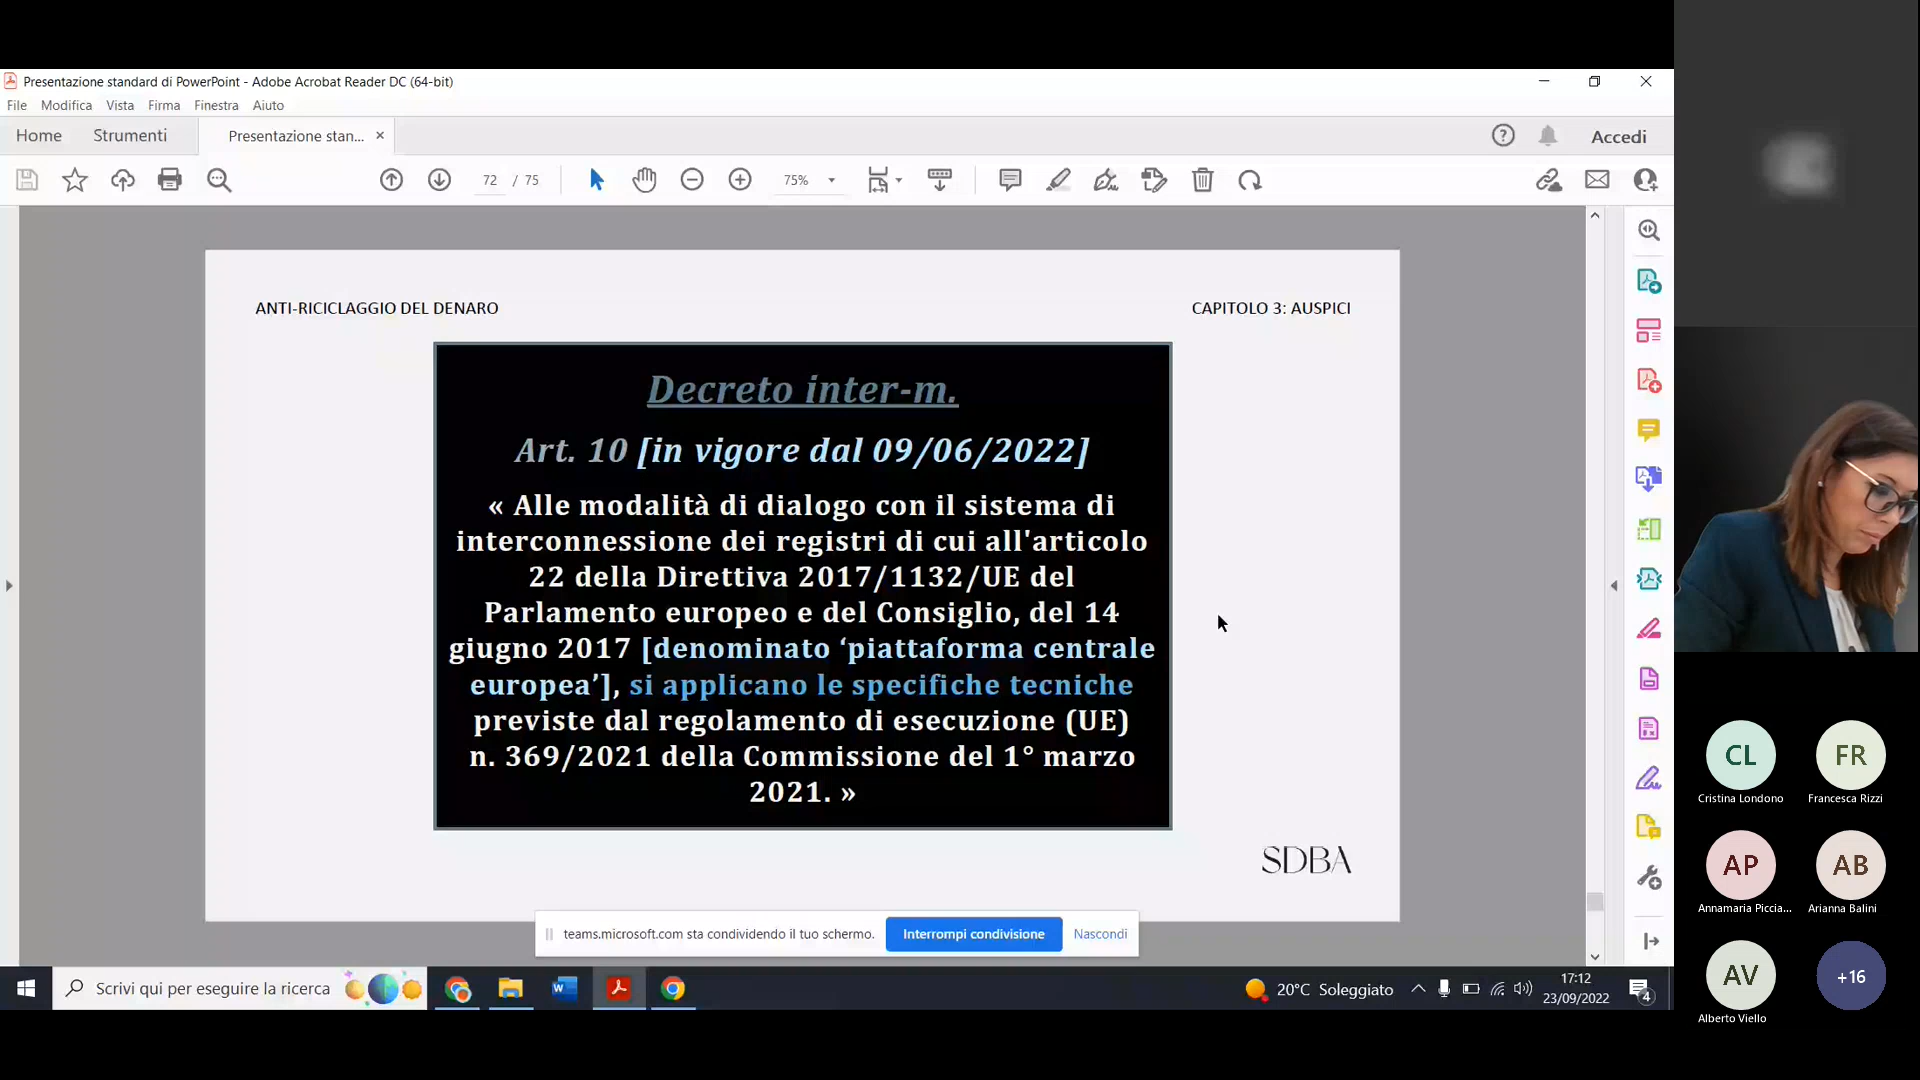 Presentazione standard di PowerPoint - Adobe Acrobat Reader DC (64-bit)
File Modifica Vista Firma Finestra Aiuto
Home Strumenti Presentazione stan... Accedi
72 / 75 75%
ANTI-RICICLAGGIO DEL DENARO
CAPITOLO 3: AUSPICI
Decreto inter-m.
Art. 10 [in vigore dal 09/06/2022]
« Alle modalità di dialogo con il sistema di
interconnessione dei registri di cui all'articolo
22 della Direttiva 2017/1132/UE del
Parlamento europeo e del Consiglio, del 14
giugno 2017 [denominato ‘piattaforma centrale
europea’], si applicano le specifiche tecniche
previste dal regolamento di esecuzione (UE)
n. 369/2021 della Commissione del 1° marzo
2021. »
SDBA
teams.microsoft.com sta condividendo il tuo schermo. Interrompi condivisione Nascondi
Scrivi qui per eseguire la ricerca
20°C Soleggiato
17:12
23/09/2022
4
CL FR
Cristina Londono Francesca Rizzi
AP AB
Annamaria Piccia... Arianna Balini
AV +16
Alberto Viello